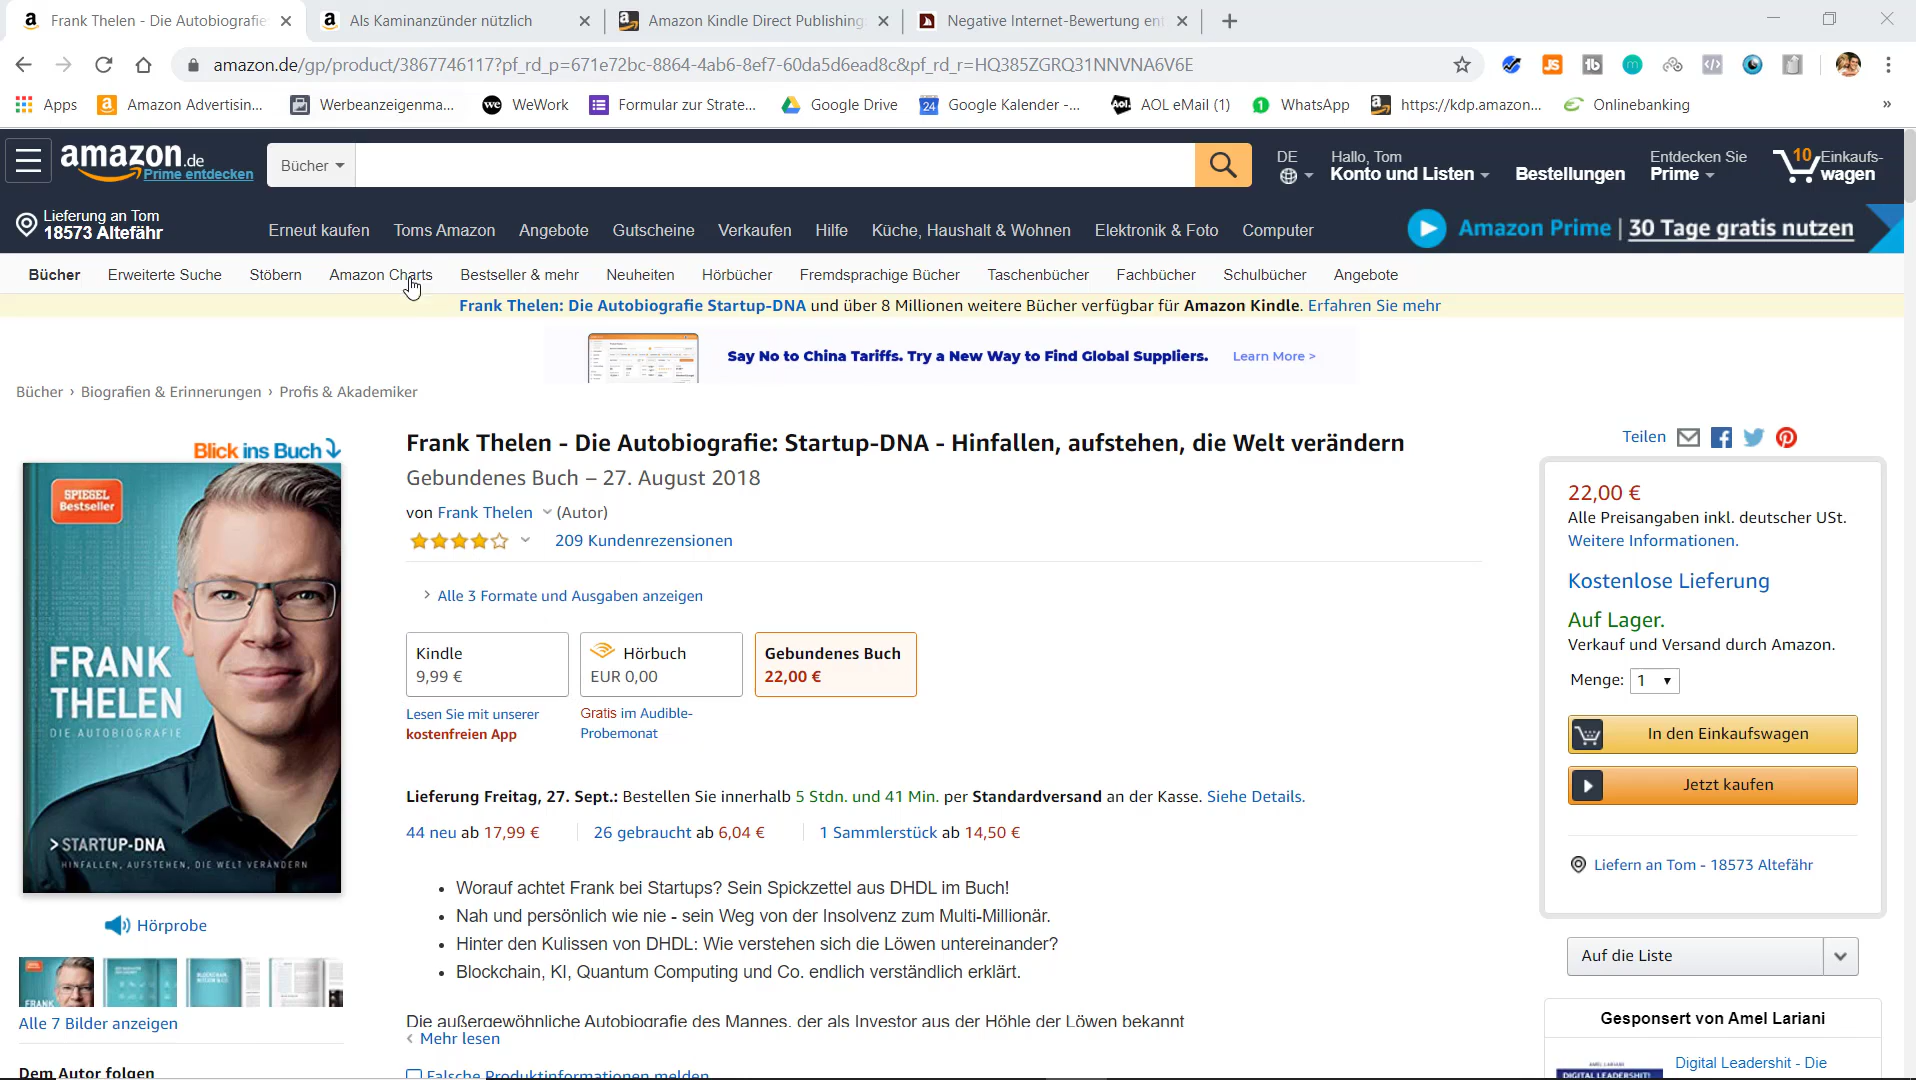 Frank Thelen - Die Autobiografie
Als Kaminanzünder nützlich
Amazon Kindle Direct Publishing
Negative Internet-Bewertung ent
amazon.de/gp/product/3867746117?pf_rd_p=671e72bc-8864-4ab6-8ef7-60da5d6ead8c&pf_rd_r=HQ385ZGRQ31NNVNA6V6E
Apps
Amazon Advertisin...
Werbeanzeigenma...
WeWork
Formular zur Strate...
Google Drive
Google Kalender -...
AOL eMail (1)
WhatsApp
https://kdp.amazon...
Onlinebanking
amazon.de
Prime entdecken
Bücher
DE
Hallo, Tom
Konto und Listen
Bestellungen
Entdecken Sie
Prime
10 Einkaufs-
wagen
Lieferung an Tom
18573 Altefähr
Erneut kaufen Toms Amazon Angebote Gutscheine Verkaufen Hilfe Küche, Haushalt & Wohnen Elektronik & Foto Computer
Amazon Prime | 30 Tage gratis nutzen
Bücher Erweiterte Suche Stöbern Amazon Charts Bestseller & mehr Neuheiten Hörbücher Fremdsprachige Bücher Taschenbücher Fachbücher Schulbücher Angebote
Frank Thelen: Die Autobiografie Startup-DNA und über 8 Millionen weitere Bücher verfügbar für Amazon Kindle. Erfahren Sie mehr
Say No to China Tariffs. Try a New Way to Find Global Suppliers. Learn More >
Bücher › Biografien & Erinnerungen › Profis & Akademiker
Blick ins Buch
SPIEGEL
Bestseller
FRANK
THELEN
DIE AUTOBIOGRAFIE
>STARTUP-DNA
HINFALLEN, AUFSTEHEN, DIE WELT VERÄNDERN
Hörprobe
FRANK
Alle 7 Bilder anzeigen
Dem Autor folgen
Frank Thelen - Die Autobiografie: Startup-DNA - Hinfallen, aufstehen, die Welt verändern
Gebundenes Buch – 27. August 2018
von Frank Thelen (Autor)
209 Kundenrezensionen
Alle 3 Formate und Ausgaben anzeigen
Kindle
9,99 €
Hörbuch
EUR 0,00
Gebundenes Buch
22,00 €
Lesen Sie mit unserer
kostenfreien App
Gratis im Audible-
Probemonat
Lieferung Freitag, 27. Sept.: Bestellen Sie innerhalb 5 Stdn. und 41 Min. per Standardversand an der Kasse. Siehe Details.
44 neu ab 17,99 €
26 gebraucht ab 6,04 €
1 Sammlerstück ab 14,50 €
• Worauf achtet Frank bei Startups? Sein Spickzettel aus DHDL im Buch!
• Nah und persönlich wie nie - sein Weg von der Insolvenz zum Multi-Millionär.
• Hinter den Kulissen von DHDL: Wie verstehen sich die Löwen untereinander?
• Blockchain, KI, Quantum Computing und Co. endlich verständlich erklärt.
Die außergewöhnliche Autobiografie des Mannes, der als Investor aus der Höhle der Löwen bekannt
Mehr lesen
Falsche Produktinformationen melden
Teilen
22,00 €
Alle Preisangaben inkl. deutscher USt.
Weitere Informationen.
Kostenlose Lieferung
Auf Lager.
Verkauf und Versand durch Amazon.
Menge: 1
In den Einkaufswagen
Jetzt kaufen
Liefern an Tom - 18573 Altefähr
Auf die Liste
Gesponsert von Amel Lariani
AMEL LARIANI
DIGITAL LEADERSHIT!
Digital Leadershit - Die